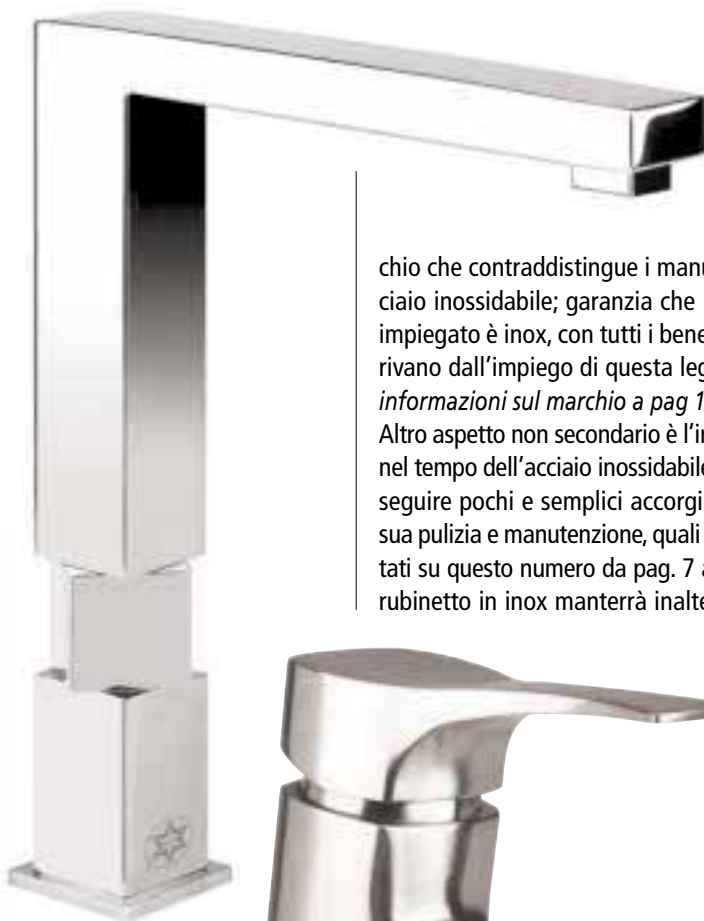 chio che contraddistingue i manu
ciaio inossidabile; garanzia che
impiegato è inox, con tutti i bene
rivano dall'impiego di questa leg
informazioni sul marchio a pag 1
Altro aspetto non secondario è l'i
nel tempo dell'acciaio inossidabile
seguire pochi e semplici accorgi
sua pulizia e manutenzione, quali
tati su questo numero da pag. 7 a
rubinetto in inox manterrà inalte